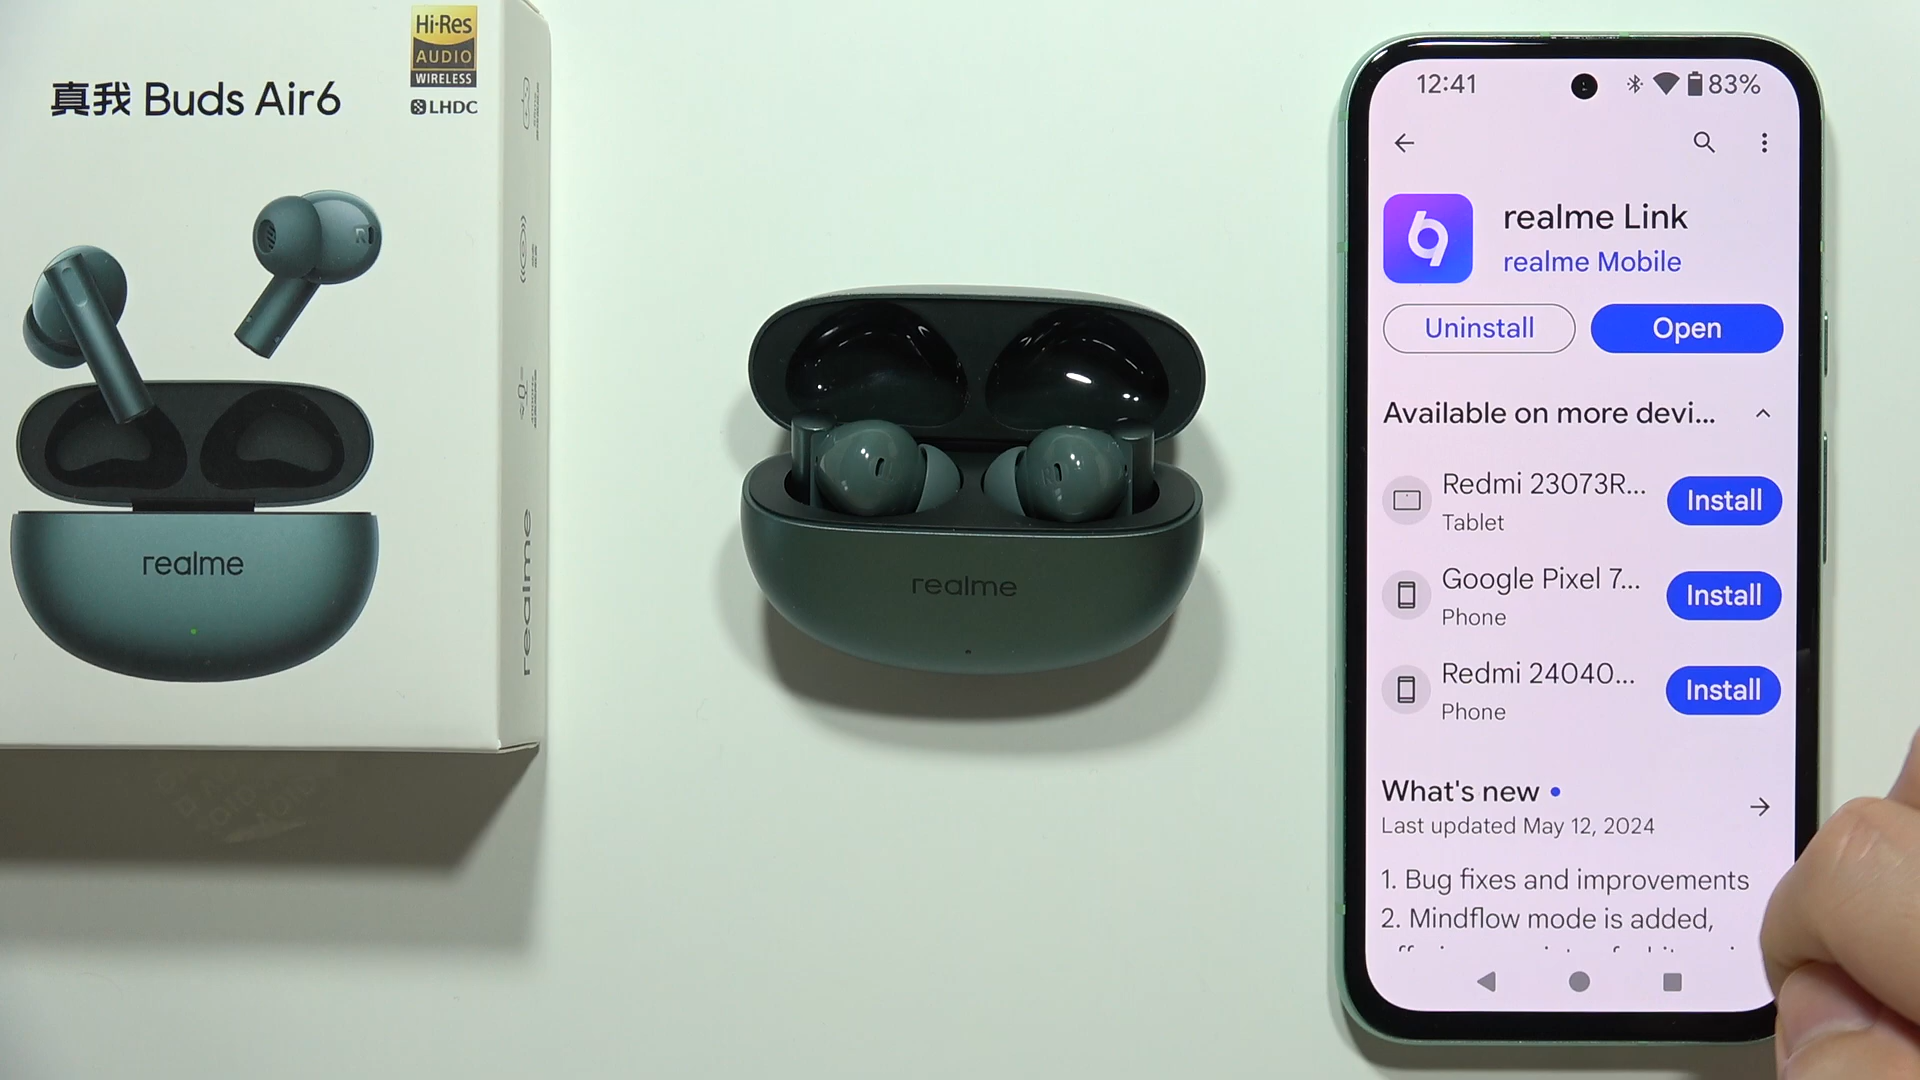 Hi-Res
AUDIO
WIRELESS
LHDC
真我 Buds Air6
realme
realme
realme
12:41
83%
realme Link
realme Mobile
Uninstall
Open
Available on more devi...
Redmi 23073R...
Tablet
Install
Google Pixel 7...
Phone
Install
Redmi 24040...
Phone
Install
What's new
Last updated May 12, 2024
1. Bug fixes and improvements
2. Mindflow mode is added,